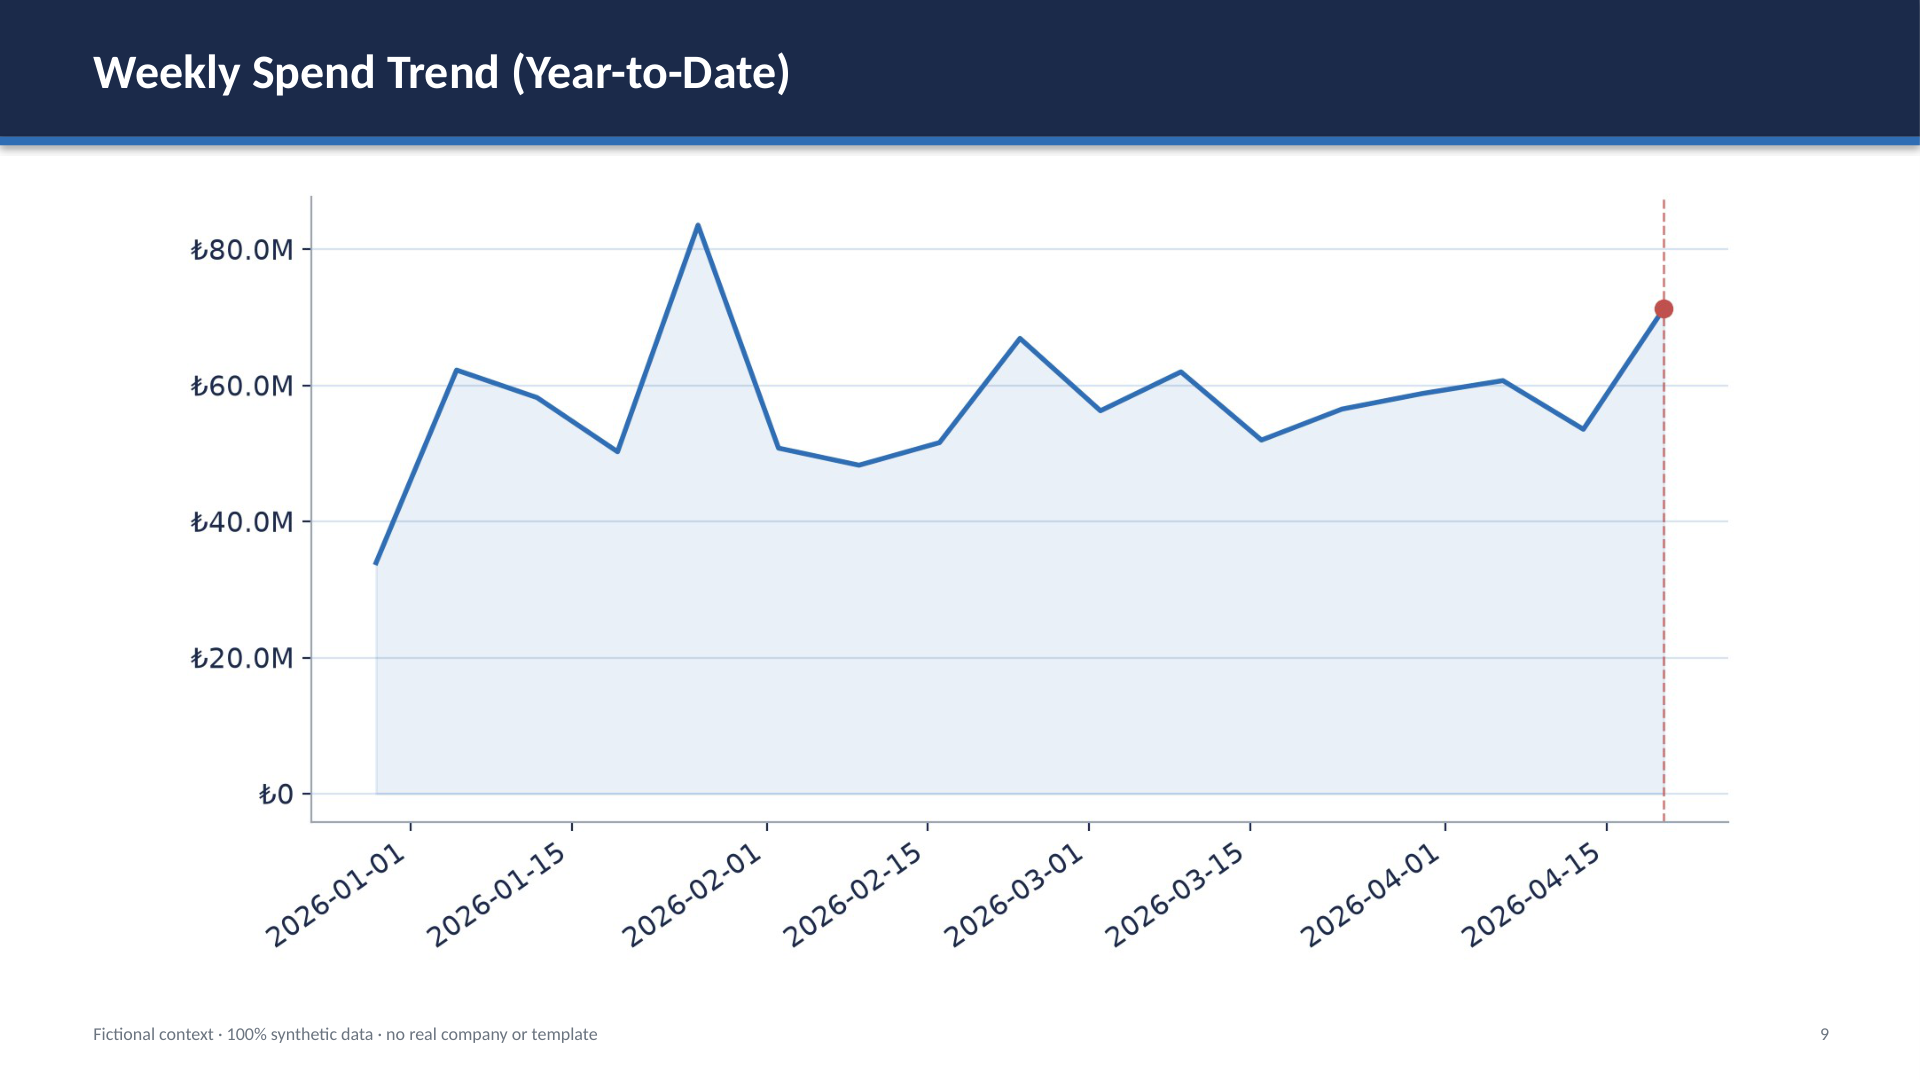 Weekly Spend Trend (Year-to-Date)
₺80.0M
₺60.0M
₺40.0M
₺20.0M
₺0
2026-01-01
2026-01-15
2026-02-01
2026-02-15
2026-03-01
2026-03-15
2026-04-01
2026-04-15
Fictional context · 100% synthetic data · no real company or template
9